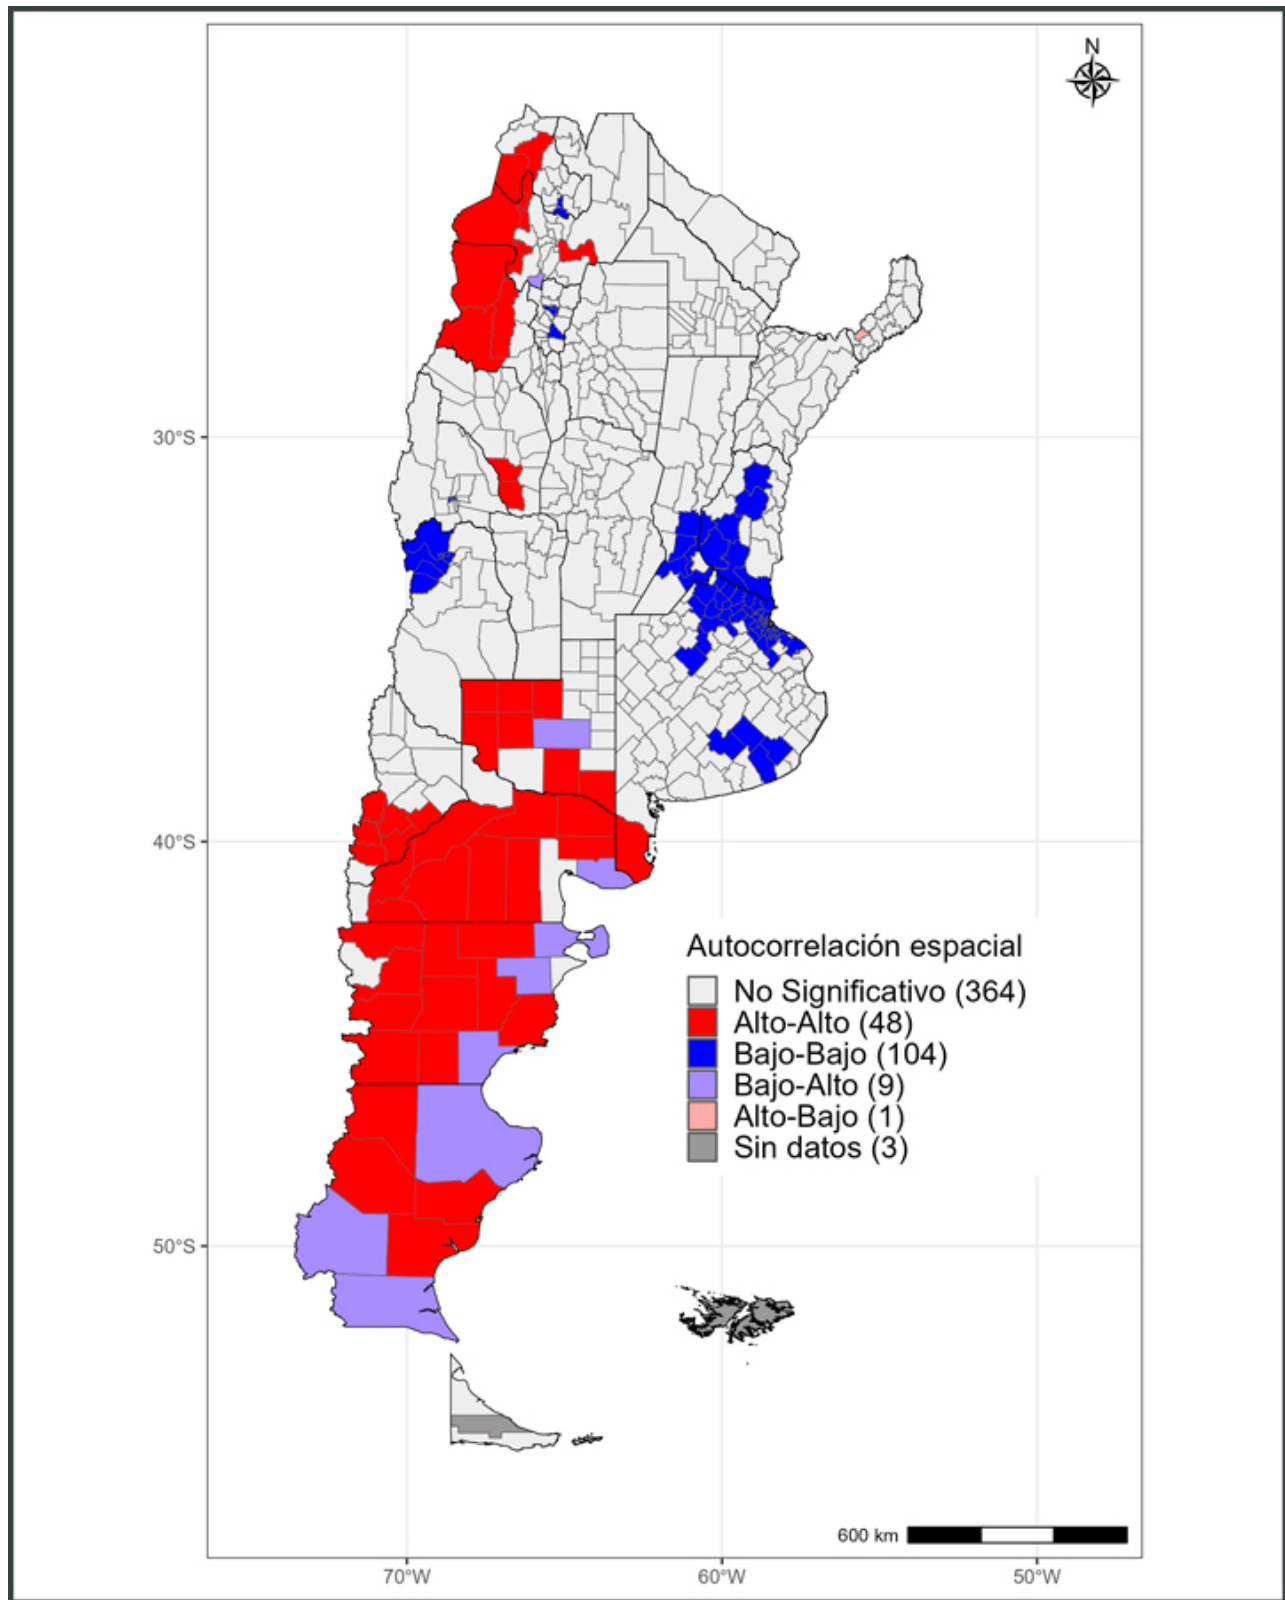 N
30°S
40°S
Autocorrelación espacial
No Significativo (364)
Alto-Alto (48)
Bajo-Bajo (104)
Bajo-Alto (9)
Alto-Bajo (1)
Sin datos (3)
50°S
600 km
70°W
60°W
50°W